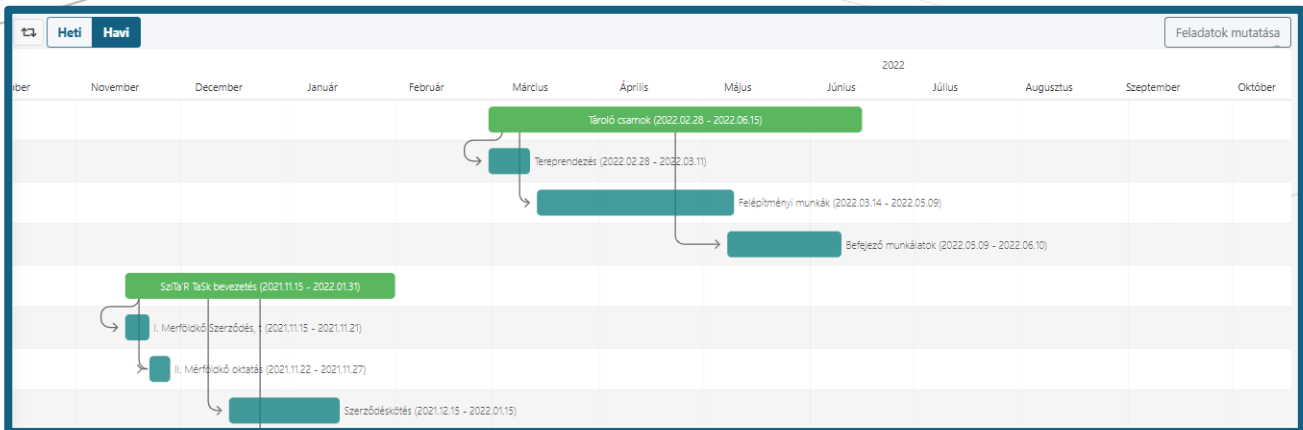 Heti Havi Feladatok mutatása
2022
November December Január Február Március Április Május Június Július Augusztus Szeptember Október
Tároló csarnok (2022.02.28 - 2022.06.15)
Tereprendezés (2022.02.28 - 2022.03.11)
Felépítményi munkák (2022.03.14 - 2022.05.09)
Befejező munkálatok (2022.05.09 - 2022.06.10)
SziTa'R TaSk bevezetés (2021.11.15 - 2022.01.31)
I. Merföldkő Szerződés, t (2021.11.15 - 2021.11.21)
II. Mérföldkő oktatás (2021.11.22 - 2021.11.27)
Szerződéskötés (2021.12.15 - 2022.01.15)